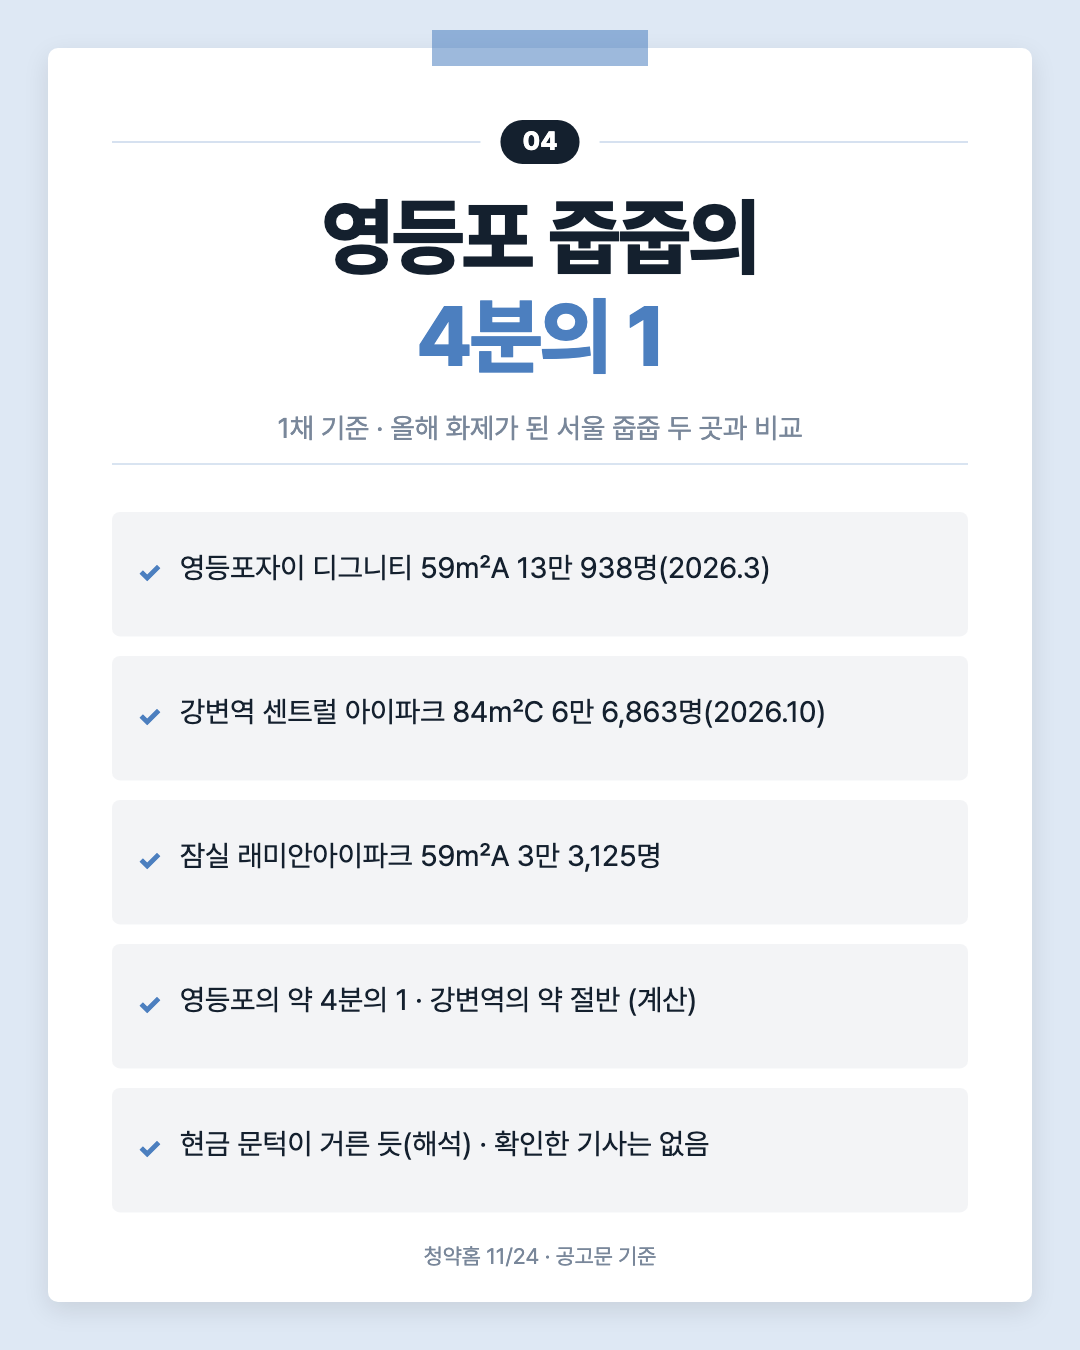 04
영등포 줍줍의
4분의 1
1채 기준 · 올해 화제가 된 서울 줍줍 두 곳과 비교
영등포자이 디그니티 59m²A 13만 938명(2026.3)
강변역 센트럴 아이파크 84m²C 6만 6,863명(2026.10)
잠실 래미안아이파크 59m²A 3만 3,125명
영등포의 약 4분의 1 · 강변역의 약 절반 (계산)
현금 문턱이 거른 듯(해석) · 확인한 기사는 없음
청약홈 11/24 · 공고문 기준